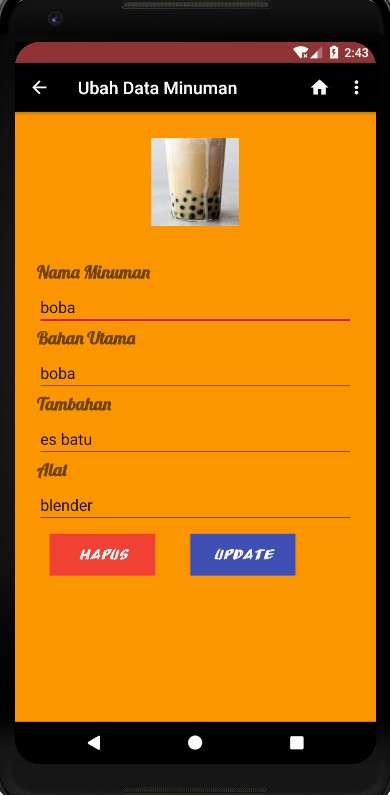 2:43
Ubah Data Minuman
Nama Minuman
boba
Bahan Utama
boba
Tambahan
es batu
Alat
blender
HAPUS UPDATE